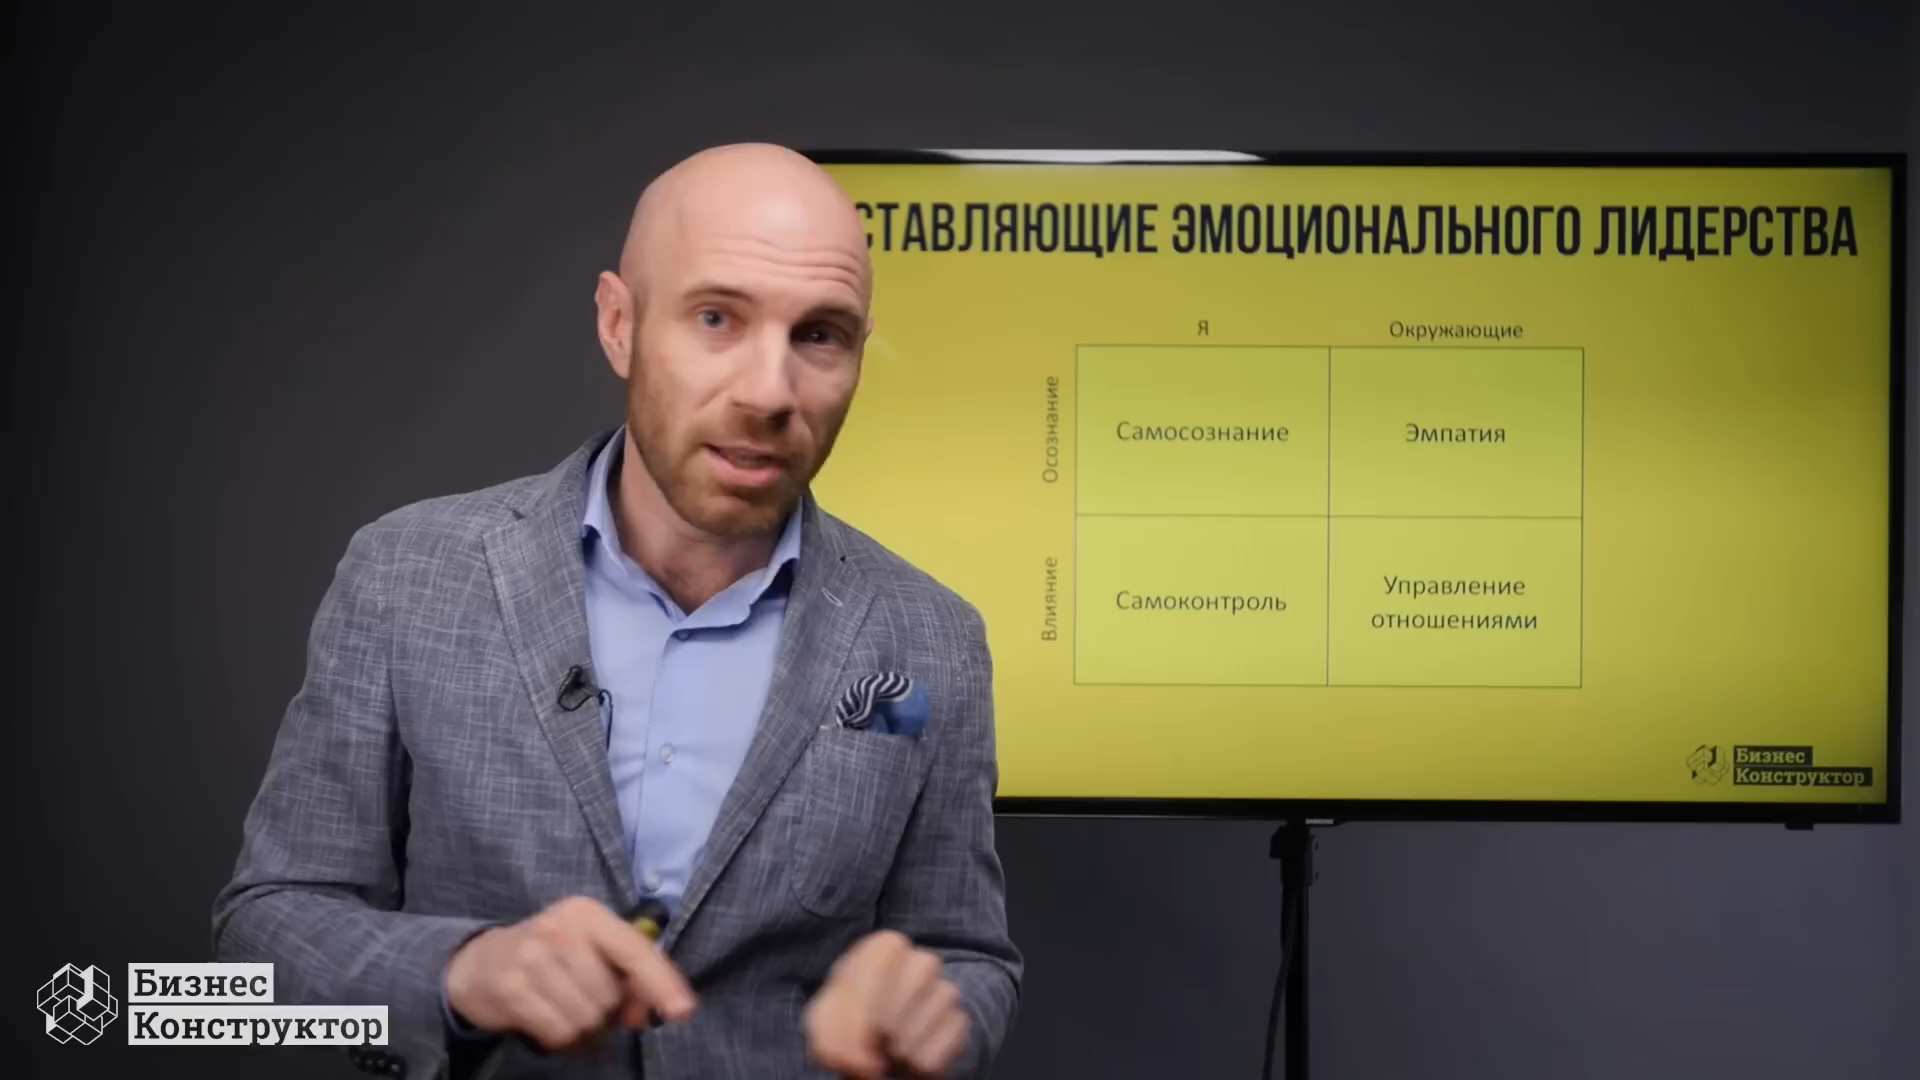 СТАВЛЯЮЩИЕ ЭМОЦИОНАЛЬНОГО ЛИДЕРСТВА
Я
Окружающие
Осознание
Самосознание
Эмпатия
Влияние
Самоконтроль
Управление
отношениями
Бизнес
Конструктор
Бизнес
Конструктор